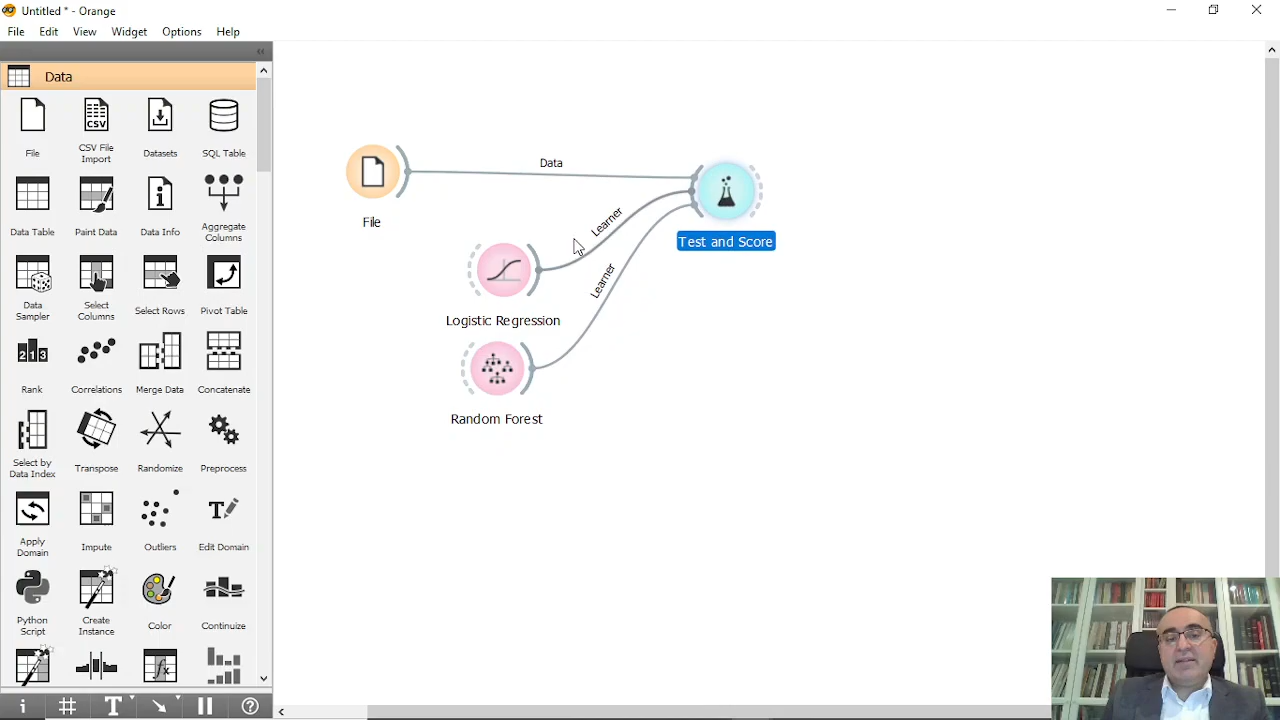 Untitled * - Orange
File Edit View Widget Options Help
Data
File
CSV File Import
Datasets
SQL Table
Data Table
Paint Data
Data Info
Aggregate Columns
Data Sampler
Select Columns
Select Rows
Pivot Table
Rank
Correlations
Merge Data
Concatenate
Select by Data Index
Transpose
Randomize
Preprocess
Apply Domain
Impute
Outliers
Edit Domain
Python Script
Create Instance
Color
Continuize
Data
File
Learner
Test and Score
Logistic Regression
Learner
Random Forest